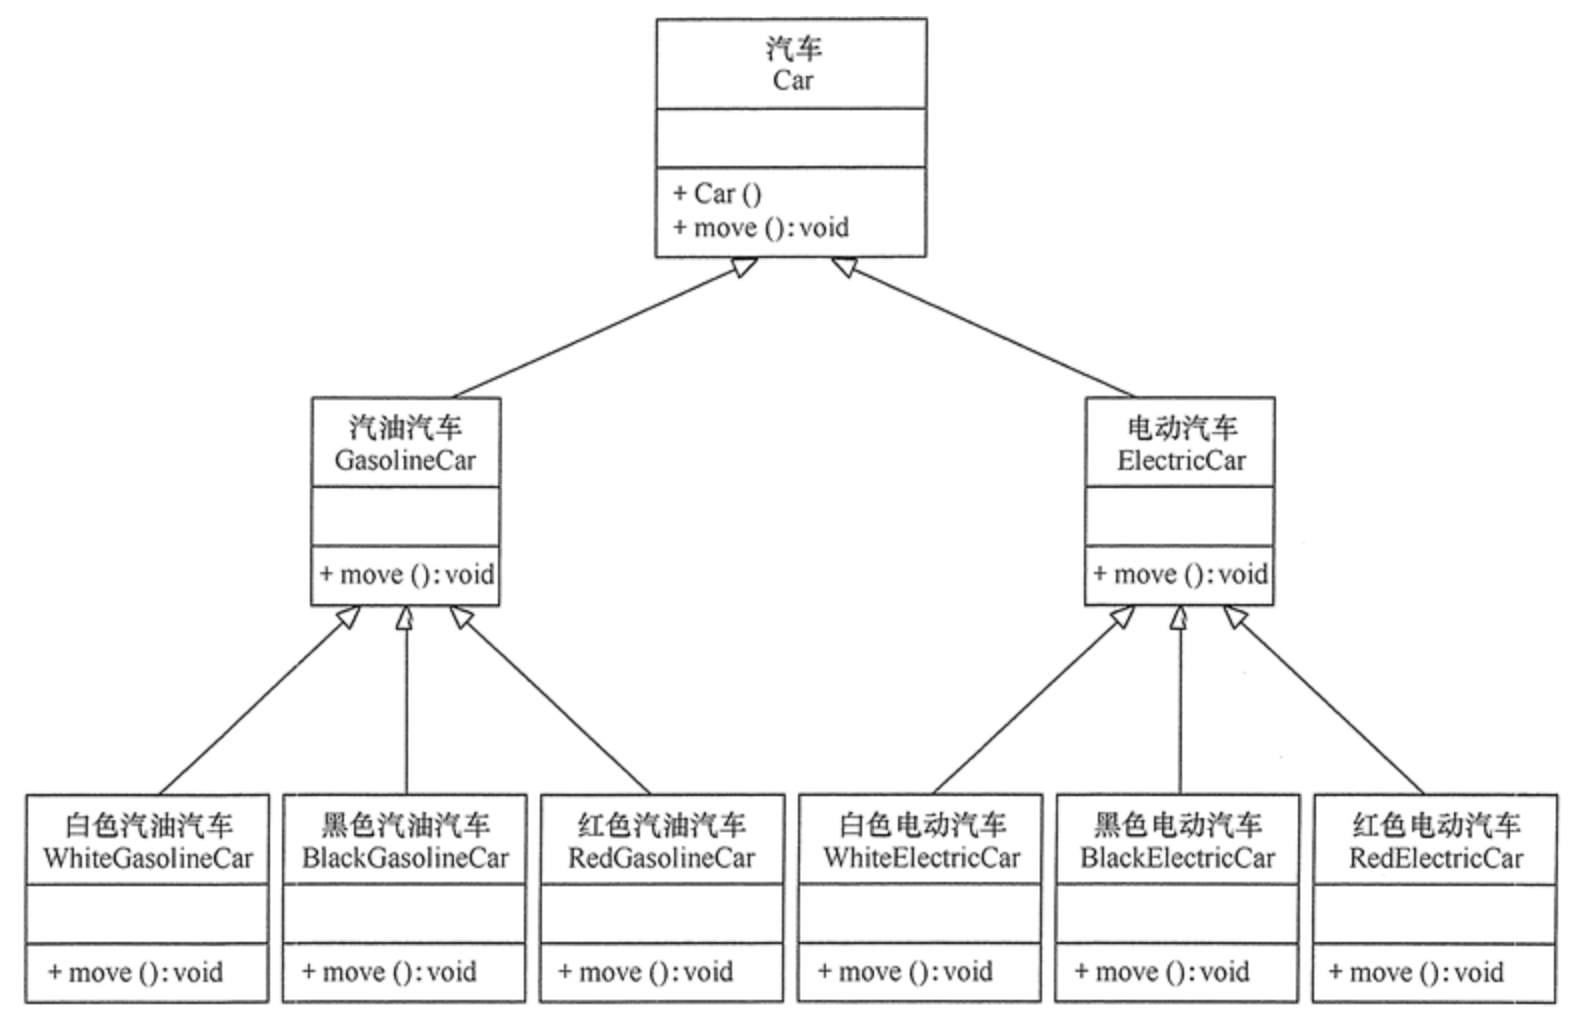 汽车
Car
+ Car ()
+ move (): void
汽油汽车
GasolineCar
+ move (): void
电动汽车
ElectricCar
+ move (): void
白色汽油汽车
WhiteGasolineCar
+ move (): void
黑色汽油汽车
BlackGasolineCar
+ move (): void
红色汽油汽车
RedGasolineCar
+ move (): void
白色电动汽车
WhiteElectricCar
+ move (): void
黑色电动汽车
BlackElectricCar
+ move (): void
红色电动汽车
RedElectricCar
+ move (): void